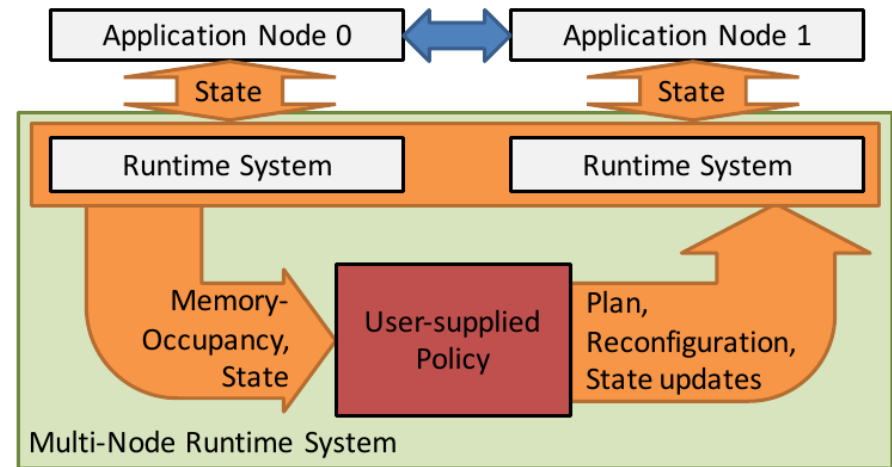 Application Node 0
Application Node 1
State
State
Runtime System
Runtime System
Memory-
Occupancy,
State
User-supplied
Policy
Plan,
Reconfiguration,
State updates
Multi-Node Runtime System